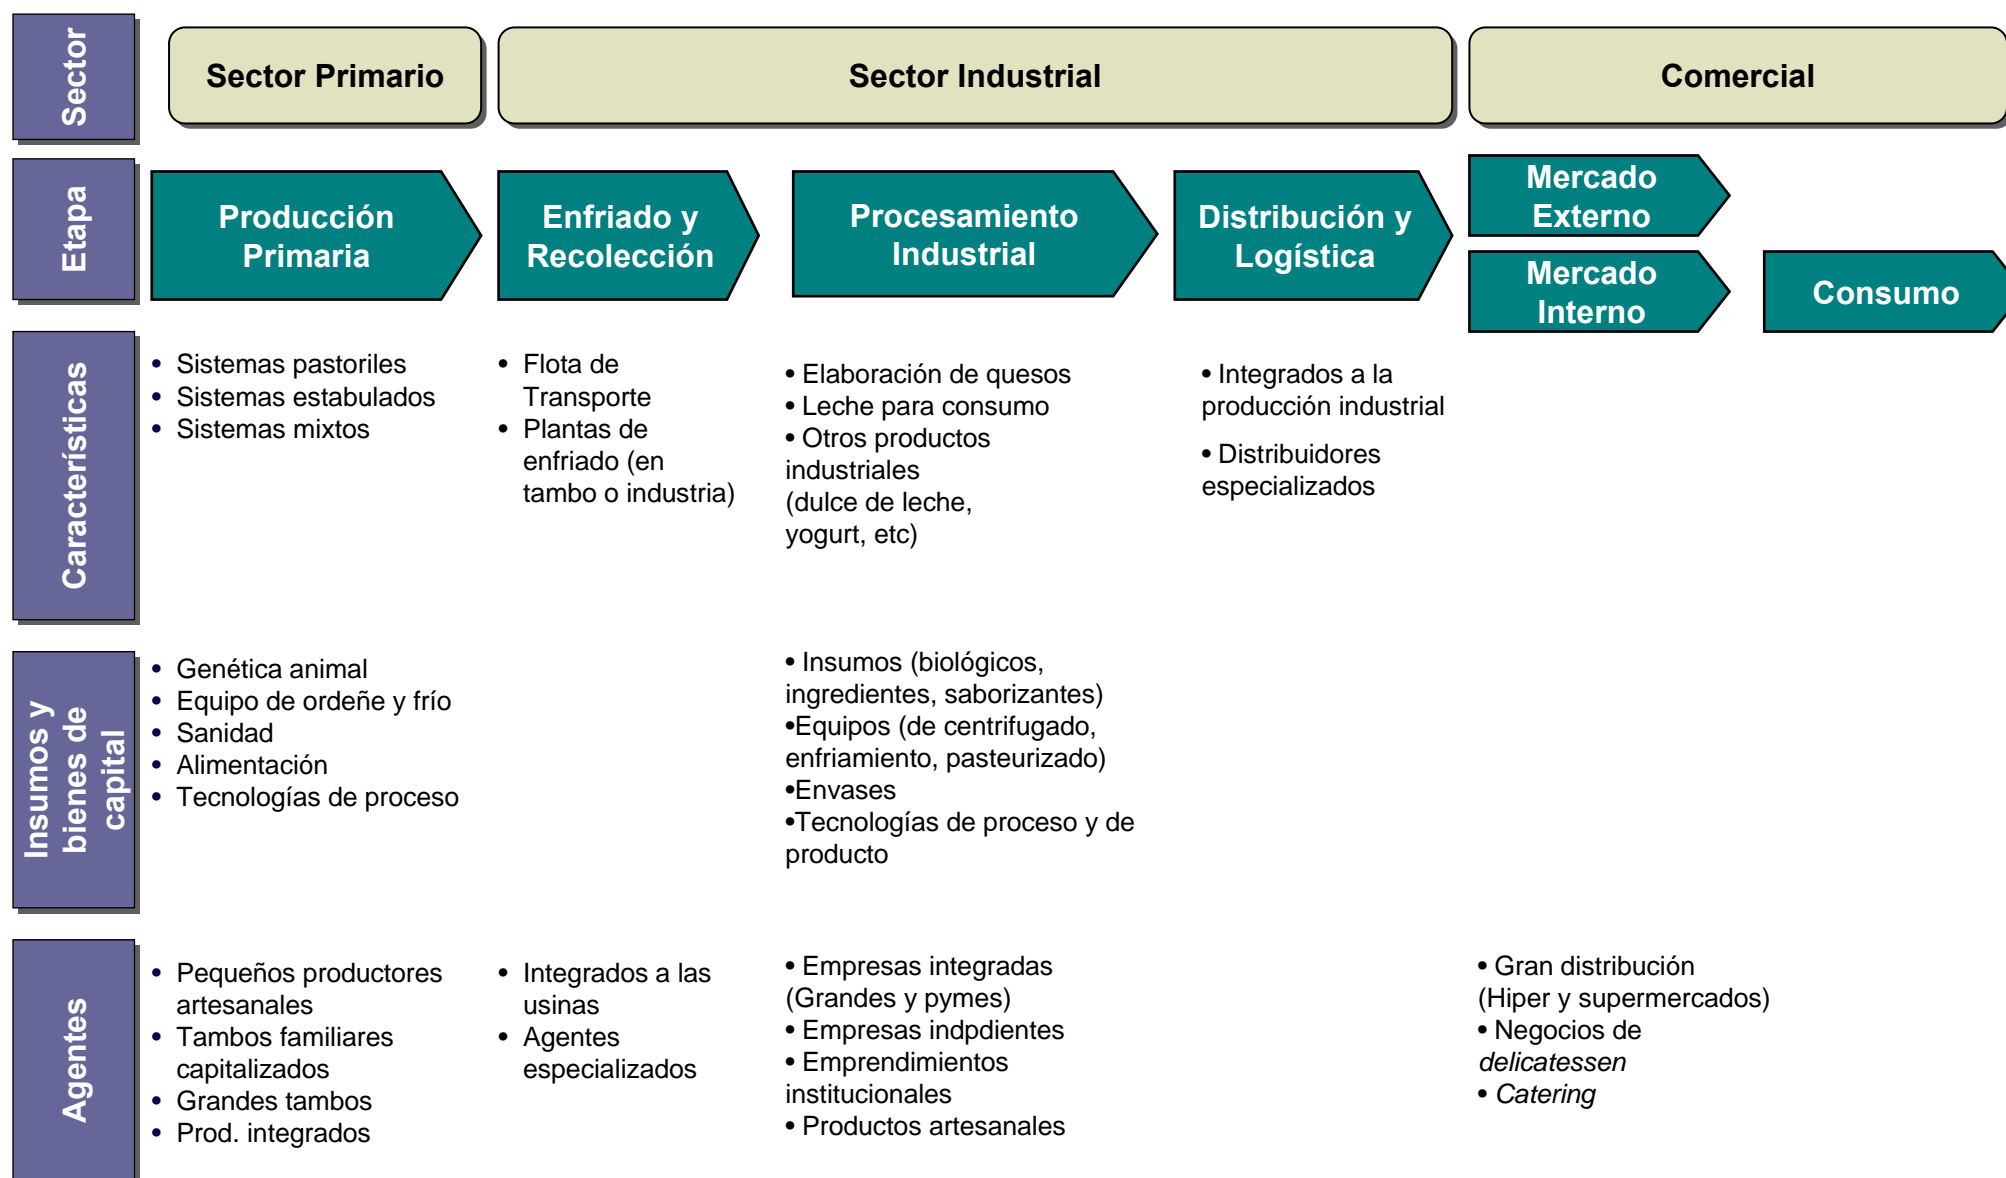 Sector
Sector Primario
Sector Industrial
Comercial
Etapa
Producción
Primaria
Enfriado y
Recolección
Procesamiento
Industrial
Distribución y
Logística
Mercado
Externo
Mercado
Interno
Consumo
Características
• Sistemas pastoriles
• Sistemas estabulados
• Sistemas mixtos
• Flota de
Transporte
• Plantas de
enfriado (en
tambo o industria)
• Elaboración de quesos
• Leche para consumo
• Otros productos
industriales
(dulce de leche,
yogurt, etc)
• Integrados a la
producción industrial
• Distribuidores
especializados
Insumos y
bienes de
capital
• Genética animal
• Equipo de ordeñe y frío
• Sanidad
• Alimentación
• Tecnologías de proceso
• Insumos (biológicos,
ingredientes, saborizantes)
•Equipos (de centrifugado,
enfriamiento, pasteurizado)
•Envases
•Tecnologías de proceso y de
producto
Agentes
• Pequeños productores
artesanales
• Tambos familiares
capitalizados
• Grandes tambos
• Prod. integrados
• Integrados a las
usinas
• Agentes
especializados
• Empresas integradas
(Grandes y pymes)
• Empresas indpdientes
• Emprendimientos
institucionales
• Productos artesanales
• Gran distribución
(Hiper y supermercados)
• Negocios de
delicatessen
• Catering